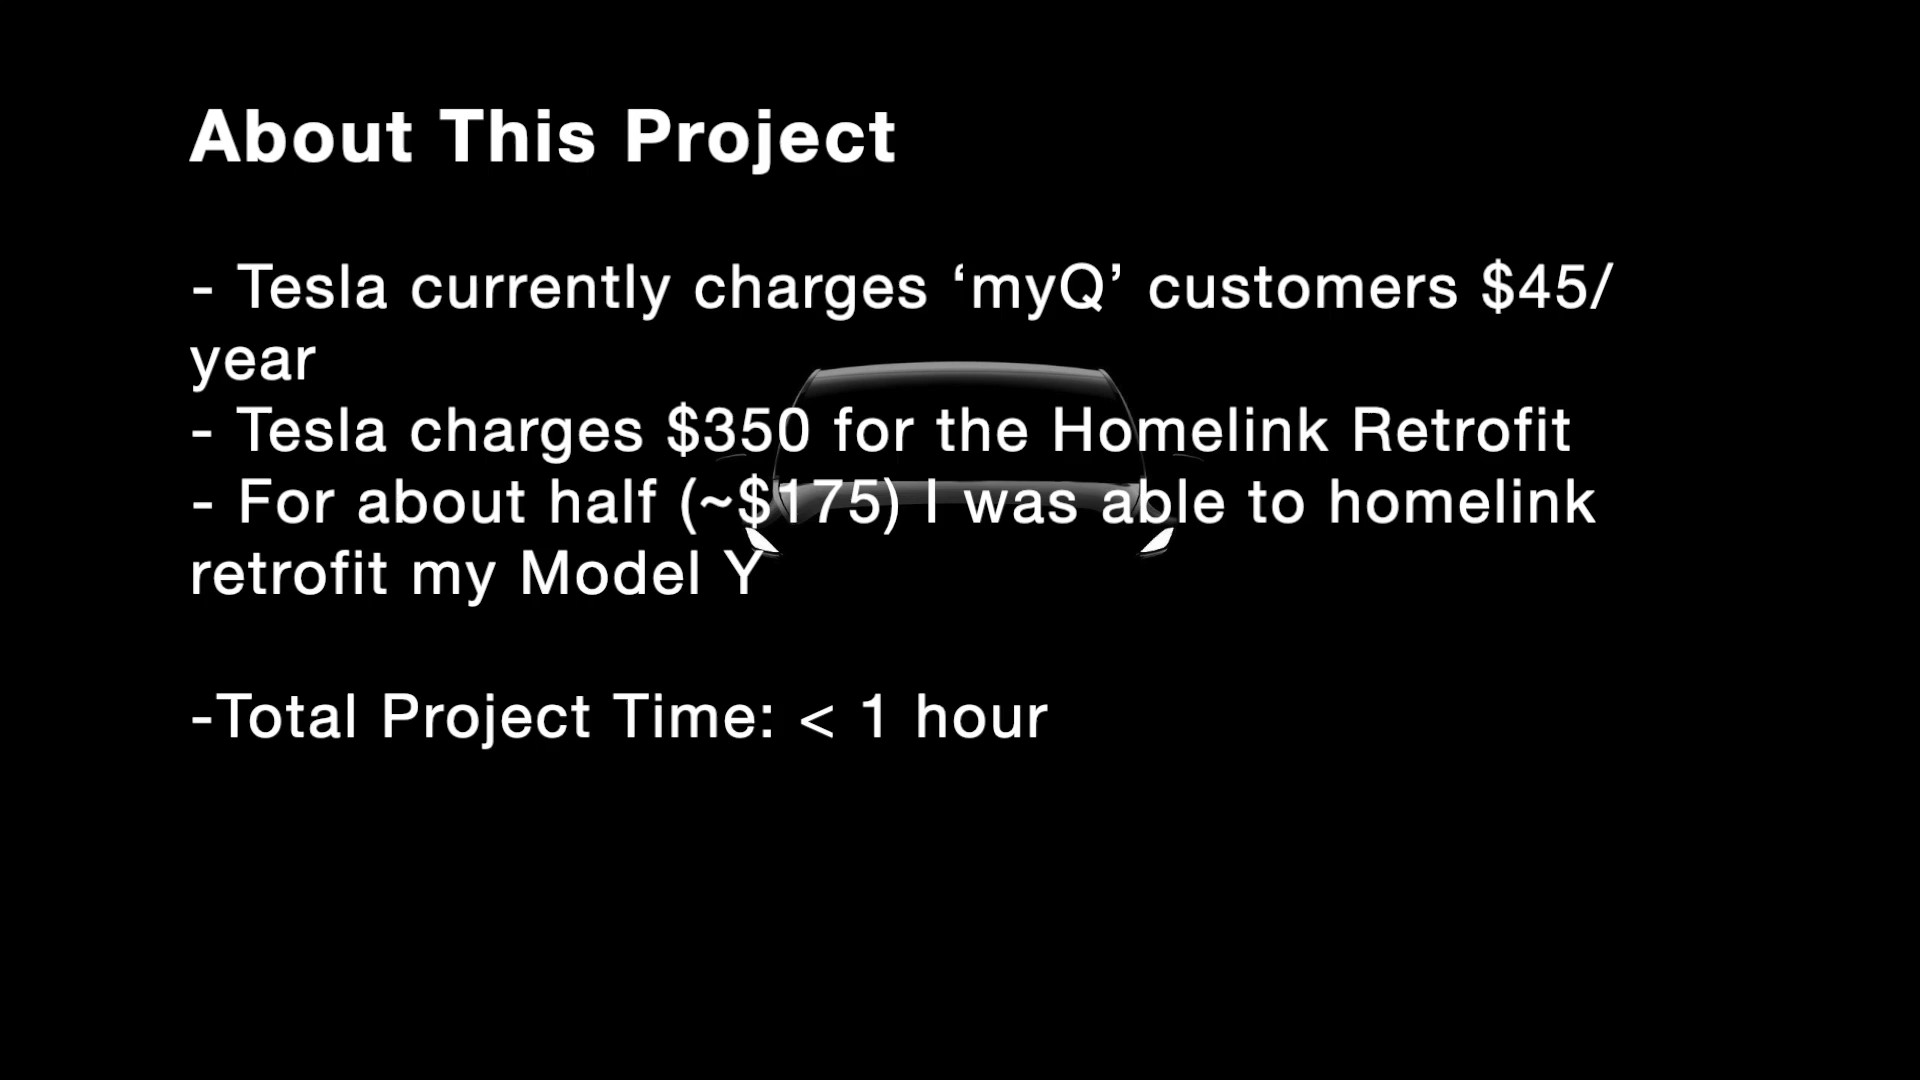 About This Project
- Tesla currently charges ‘myQ’ customers $45/
year
- Tesla charges $350 for the Homelink Retrofit
- For about half (~$175) I was able to homelink
retrofit my Model Y
-Total Project Time: < 1 hour